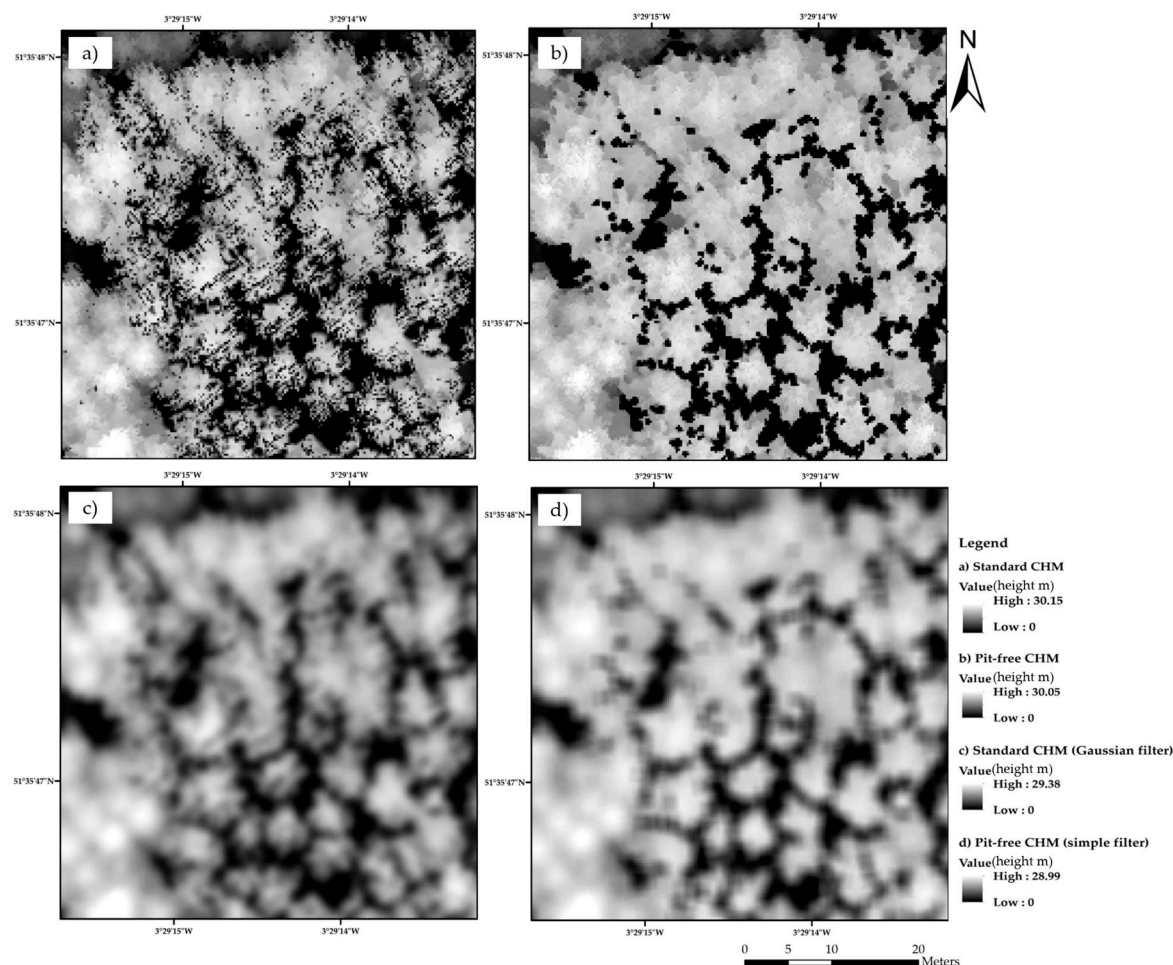 3°29'15"W 3°29'14"W 3°29'15"W 3°29'14"W
a) b) N
51°35'48"N 51°35'48"N
51°35'47"N 51°35'47"N
c) d)
51°35'48"N 51°35'48"N
51°35'47"N 51°35'47"N
3°29'15"W 3°29'14"W 3°29'15"W 3°29'14"W
Legend
a) Standard CHM
Value(height m)
High : 30.15
Low : 0
b) Pit-free CHM
Value(height m)
High : 30.05
Low : 0
c) Standard CHM (Gaussian filter)
Value(height m)
High : 29.38
Low : 0
d) Pit-free CHM (simple filter)
Value(height m)
High : 28.99
Low : 0
0 5 10 20
Meters
3°29'15"W 3°29'14"W 3°29'15"W 3°29'14"W